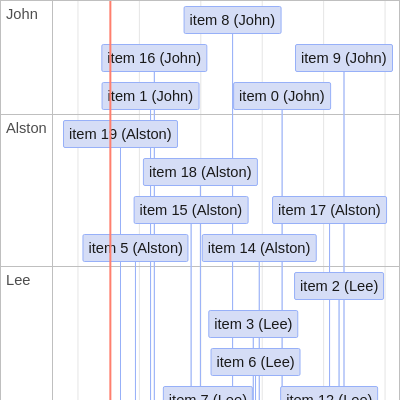 John
item 8 (John)
item 16 (John)
item 9 (John)
item 1 (John)
item 0 (John)
Alston
item 19 (Alston)
item 18 (Alston)
item 15 (Alston)
item 17 (Alston)
item 5 (Alston)
item 14 (Alston)
Lee
item 2 (Lee)
item 3 (Lee)
item 6 (Lee)
item 7 (Lee)
item 12 (Lee)